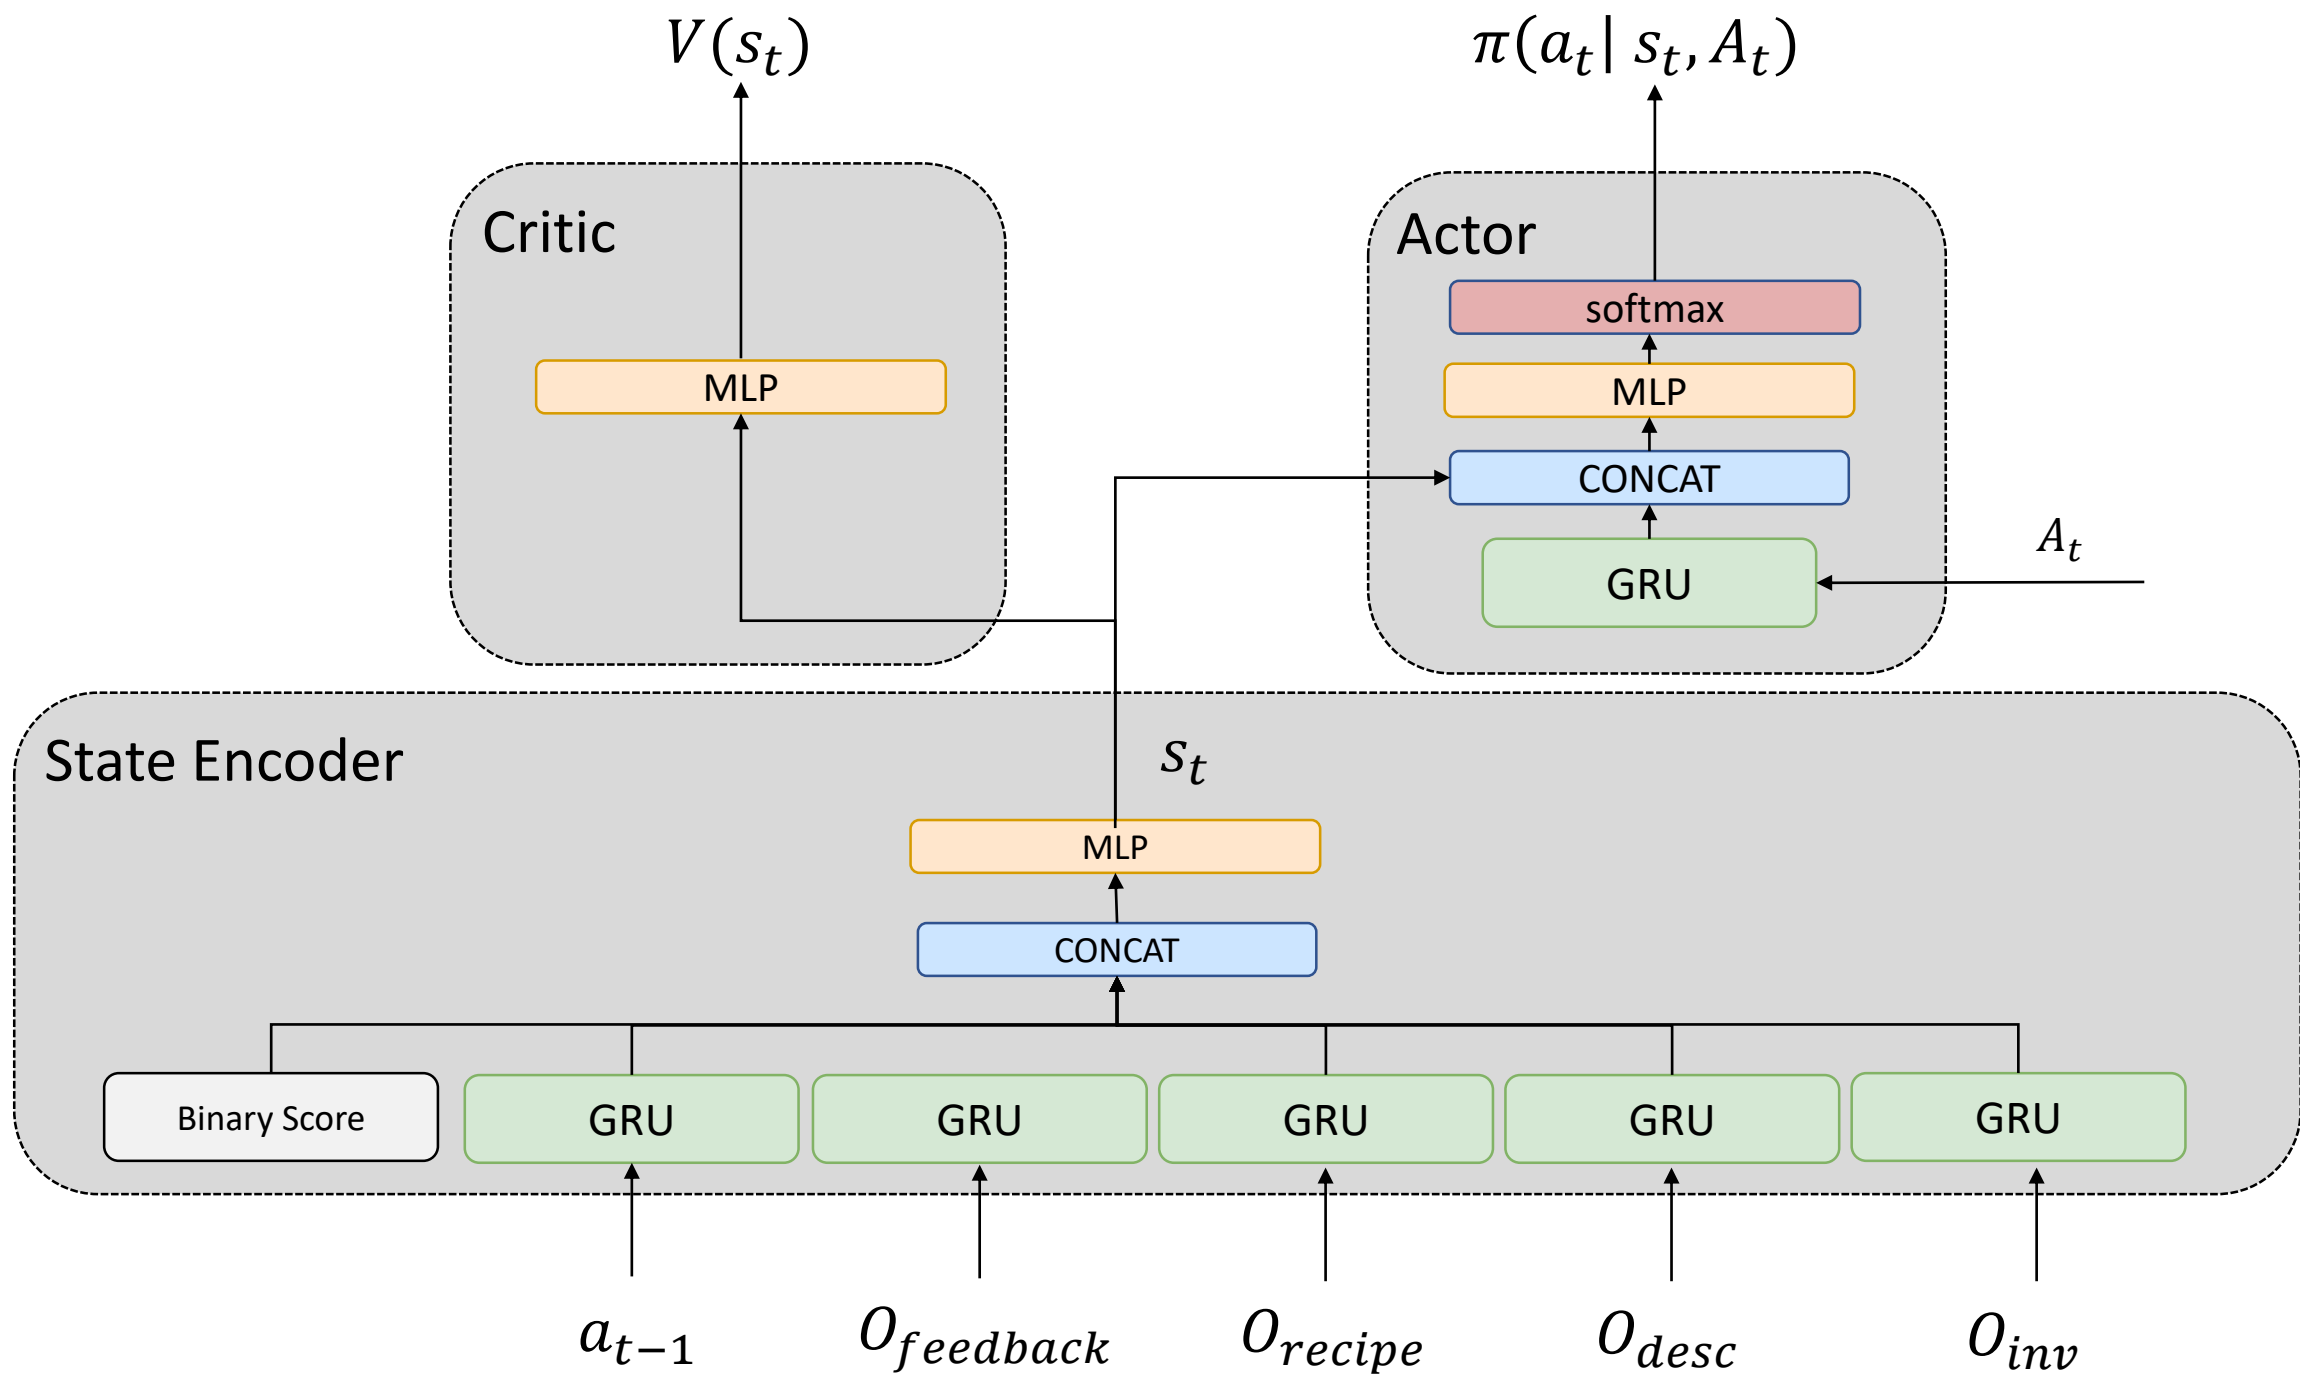 V(s_t)
π(a_t| s_t, A_t)
Critic
Actor
softmax
MLP
MLP
CONCAT
A_t
GRU
State Encoder
s_t
MLP
CONCAT
Binary Score
GRU
GRU
GRU
GRU
GRU
a_{t−1}
O_{feedback}
O_{recipe}
O_{desc}
O_{inv}